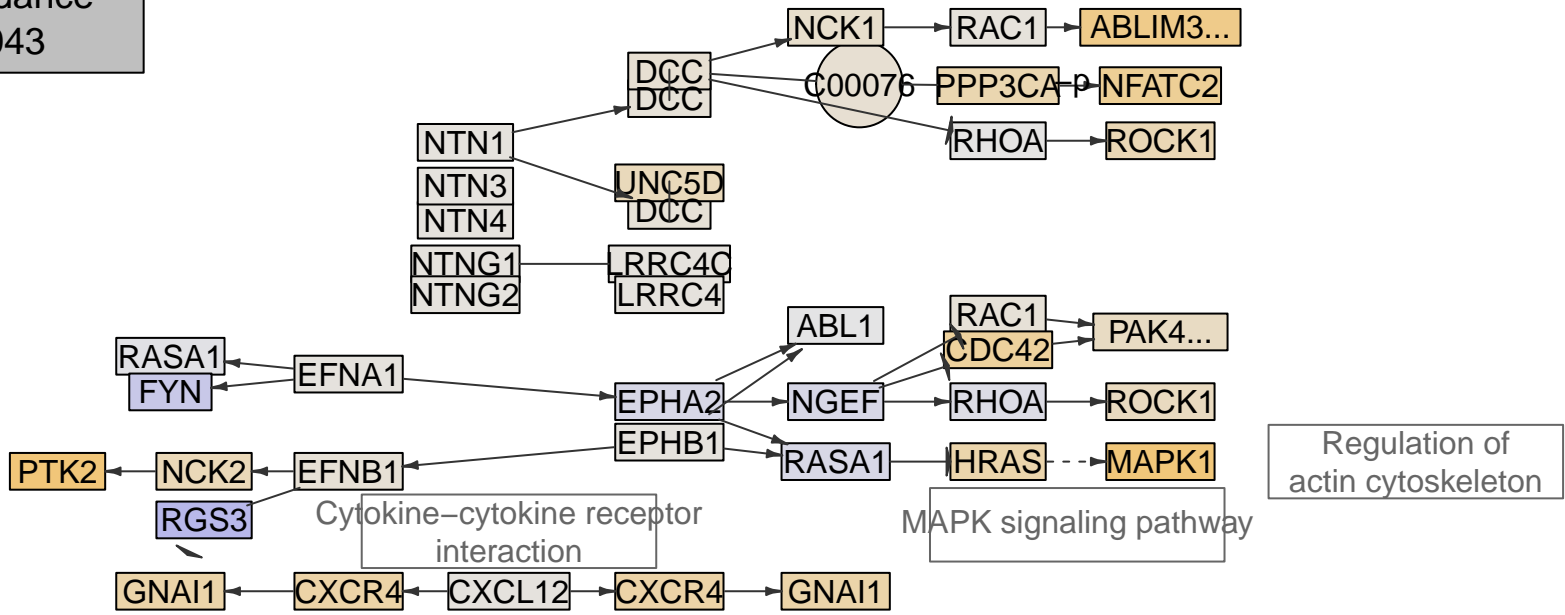 043
NCK1
RAC1
ABLIM3...
DCC
DCC
C00076
PPP3CA
+p
NFATC2
NTN1
RHOA
ROCK1
NTN3
UNC5D
NTN4
DCC
NTNG1
LRRC4C
NTNG2
LRRC4
RAC1
PAK4...
ABL1
CDC42
RASA1
EFNA1
FYN
EPHA2
NGEF
RHOA
ROCK1
EPHB1
PTK2
NCK2
EFNB1
RASA1
HRAS
MAPK1
Regulation of
actin cytoskeleton
RGS3
Cytokine−cytokine receptor
interaction
MAPK signaling pathway
GNAI1
CXCR4
CXCL12
CXCR4
GNAI1